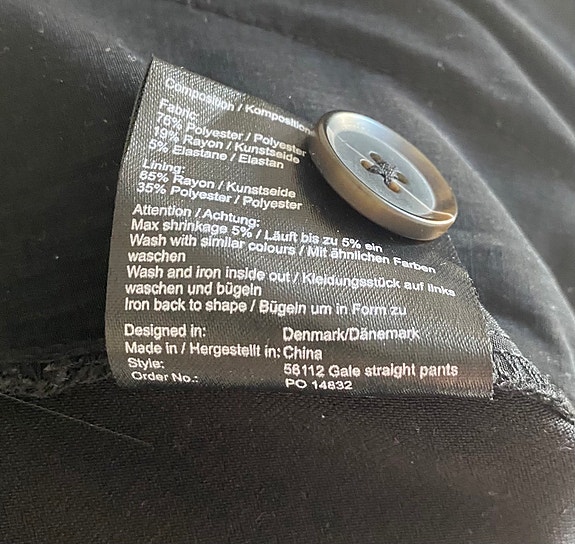 Composition / Komposition
Fabric:
76% Polyester / Polyester
19% Rayon / Kunstseide
5% Elastane / Elastan
Lining:
65% Rayon / Kunstseide
35% Polyester / Polyester
Attention / Achtung:
Max shrinkage 5% / Läuft bis zu 5% ein
Wash with similar colours / Mit ähnlichen Farben
waschen
Wash and iron inside out / Kleidungsstück auf links
waschen und bügeln
Iron back to shape / Bügeln um in Form zu
Designed in: Denmark/Dänemark
Made in / Hergestellt in: China
Style: 56112 Gale straight pants
Order No.: PO 14832